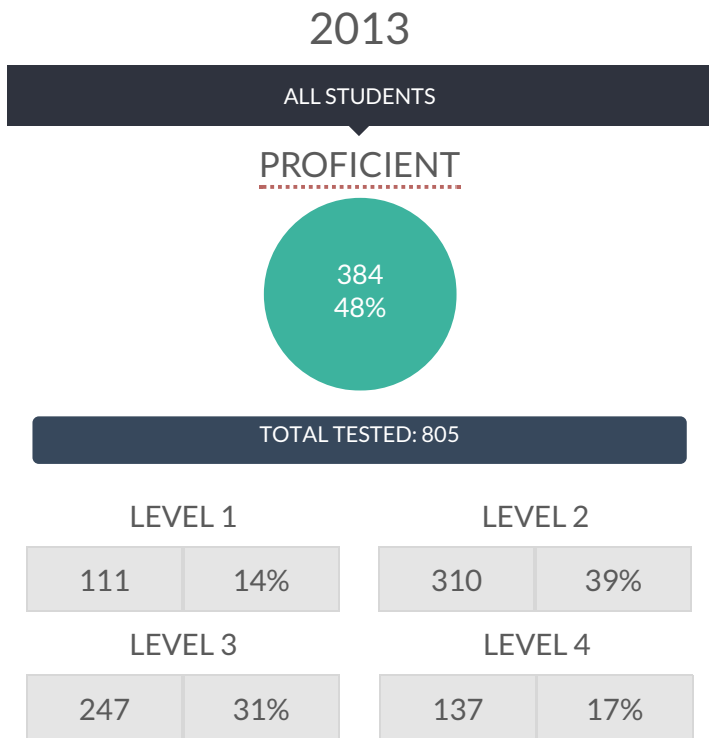 2013
ALL STUDENTS
PROFICIENT
384
48%
TOTAL TESTED: 805
LEVEL 1 LEVEL 2
111 14% 310 39%
LEVEL 3 LEVEL 4
247 31% 137 17%